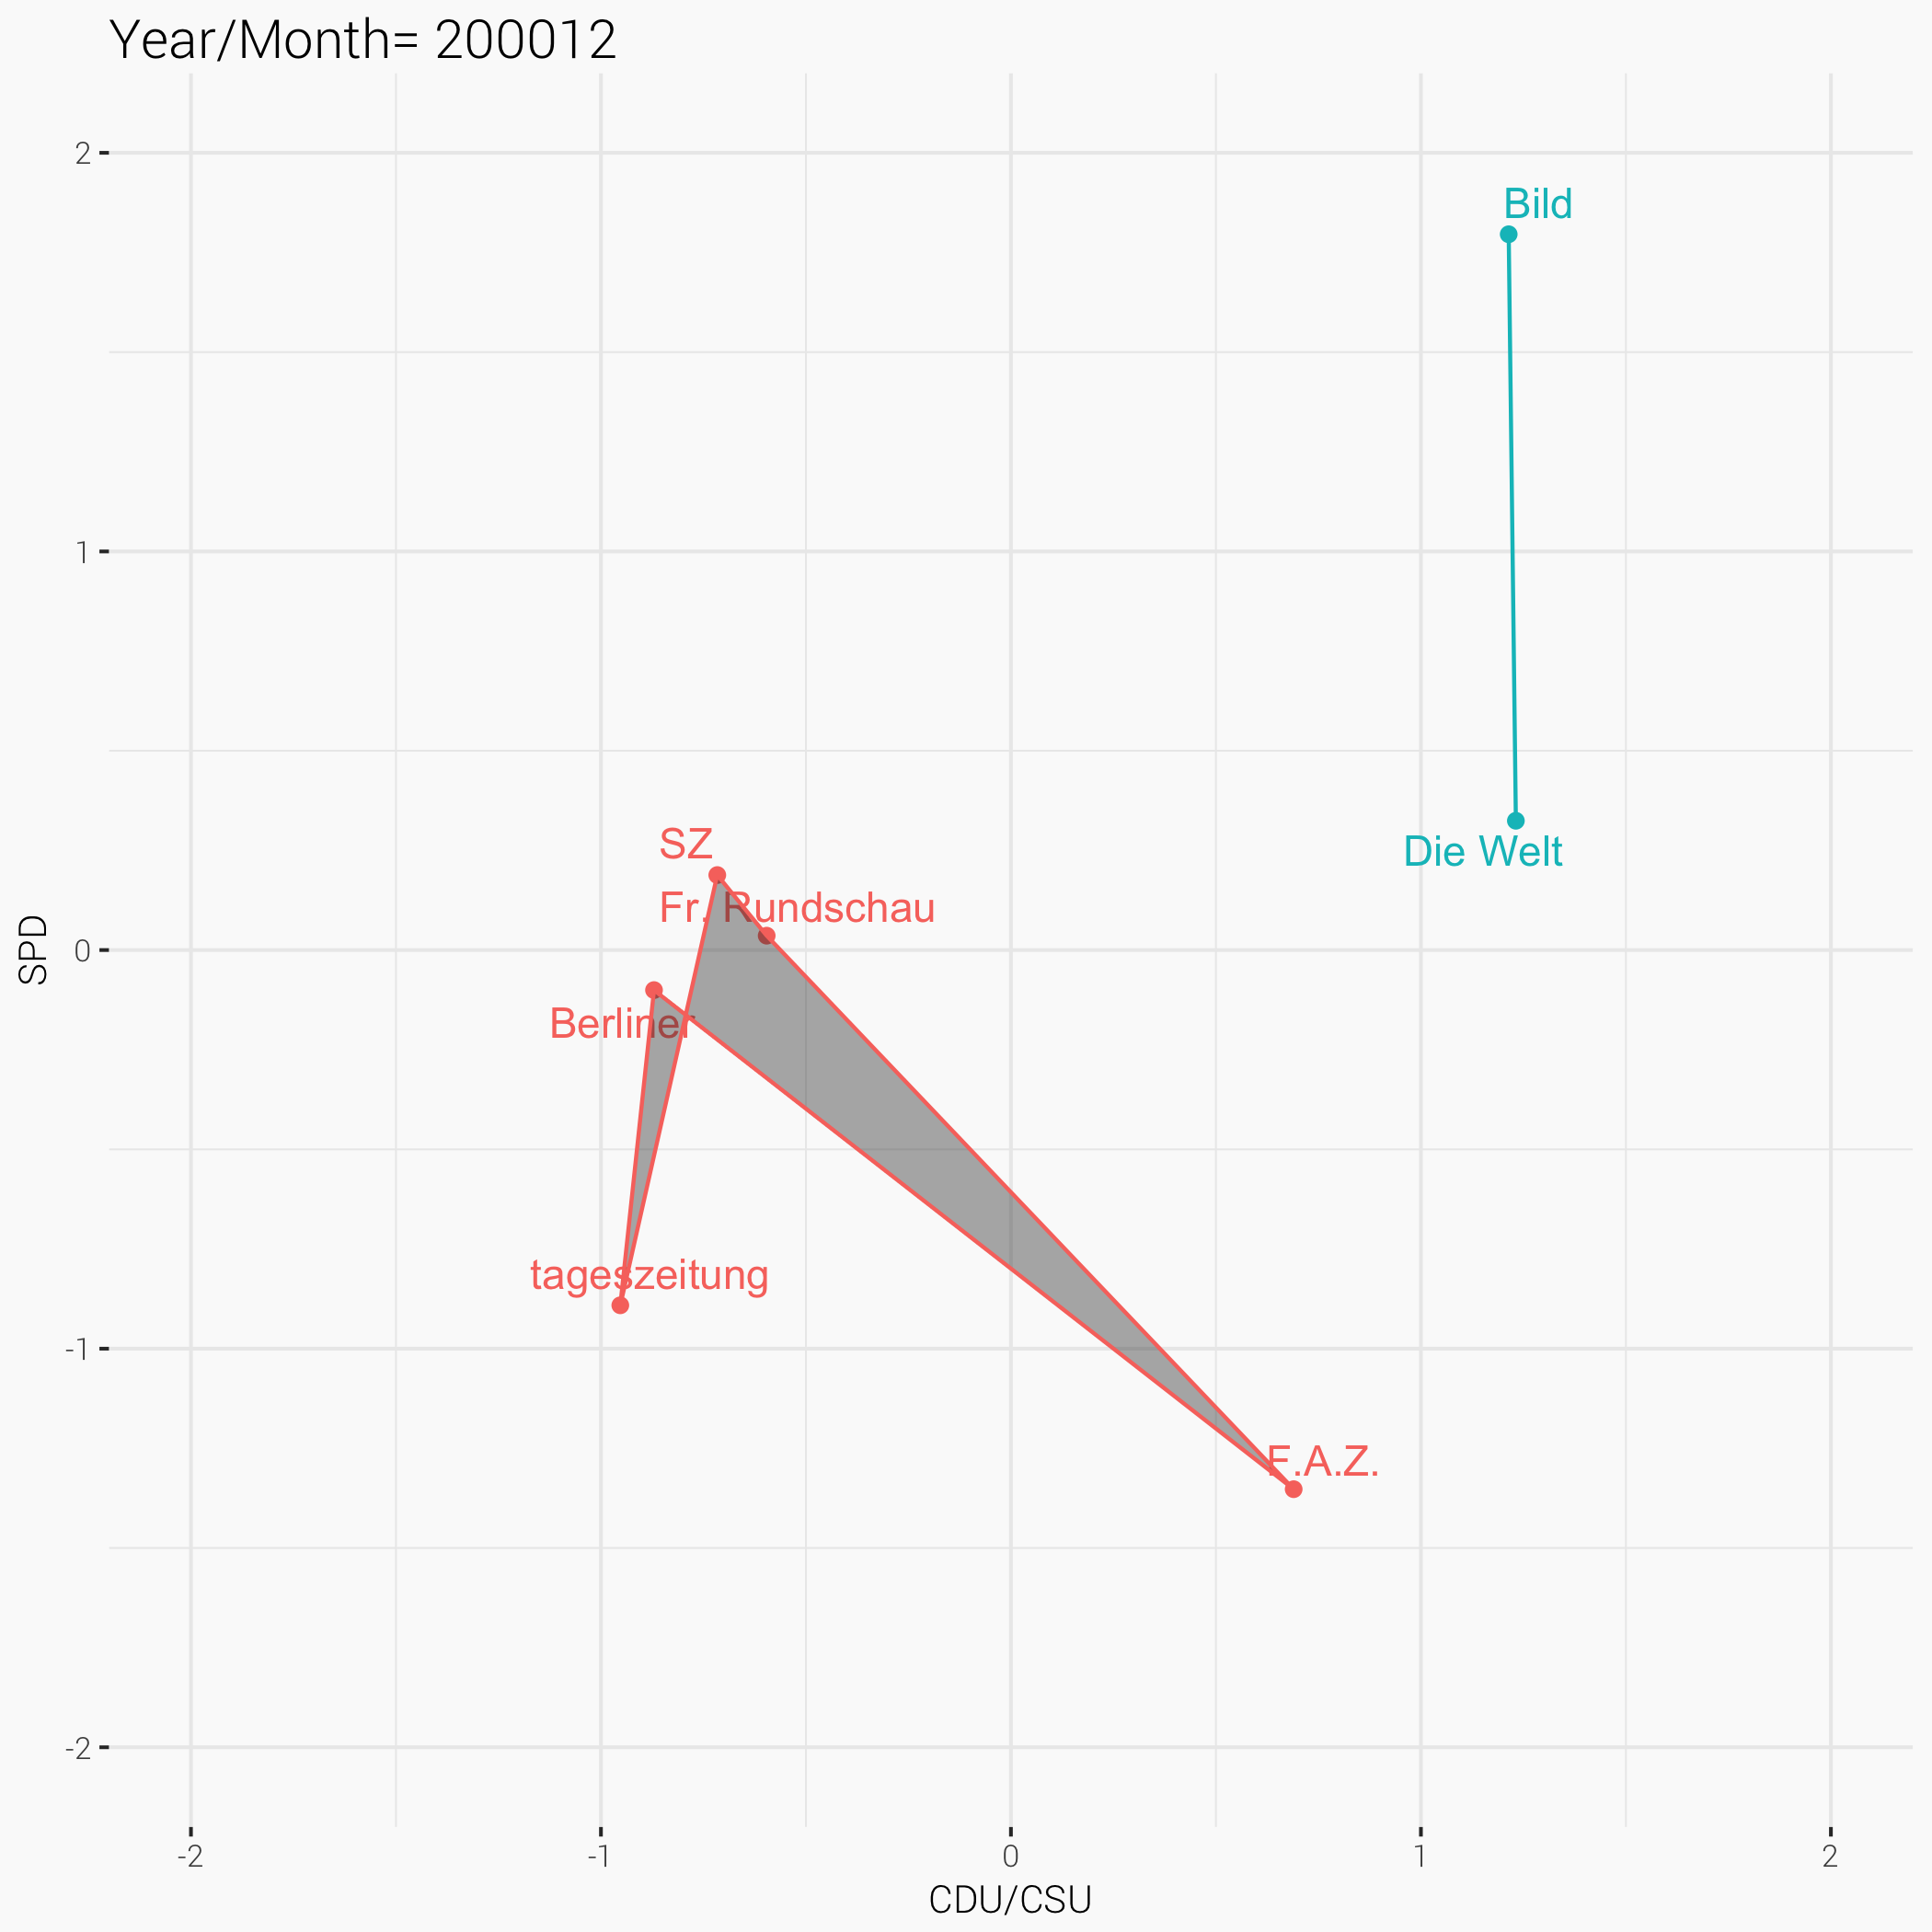 Year/Month= 200012
2
Bild
1
SZ
Die Welt
Fr. Rundschau
SPD
0
Berliner
tageszeitung
-1
F.A.Z.
-2
-2 -1 0 1 2
CDU/CSU